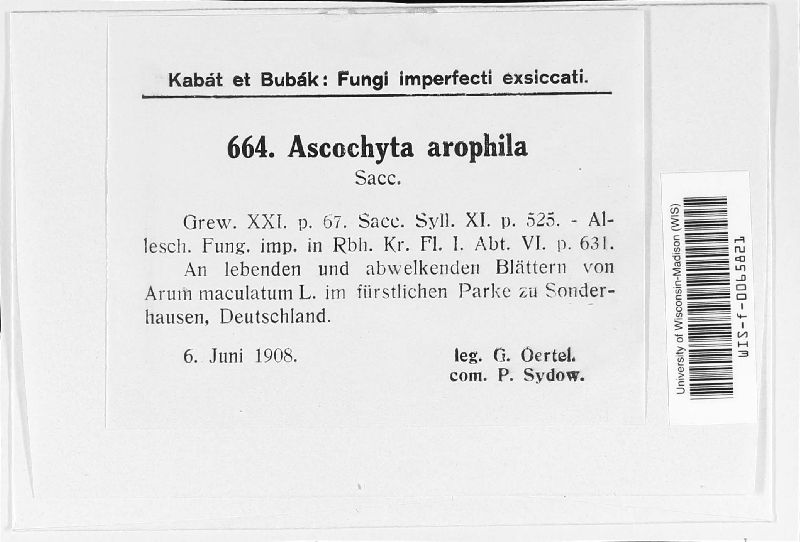 Kabát et Bubák: Fungi imperfecti exsiccati.
664. Ascochyta arophila
Sacc.
Grew. XXI. p. 67. Sacc. Syll. XI. p. 525. - Al-
lesch. Fung. imp. in Rbh. Kr. Fl. I. Abt. VI. p. 631.
An lebenden und abwelkenden Blättern von
Arum maculatum L. im fürstlichen Parke zu Sonder-
hausen, Deutschland.
6. Juni 1908.
leg. G. Oertel.
com. P. Sydow.
University of Wisconsin-Madison (WIS)
WIS-f-0065821